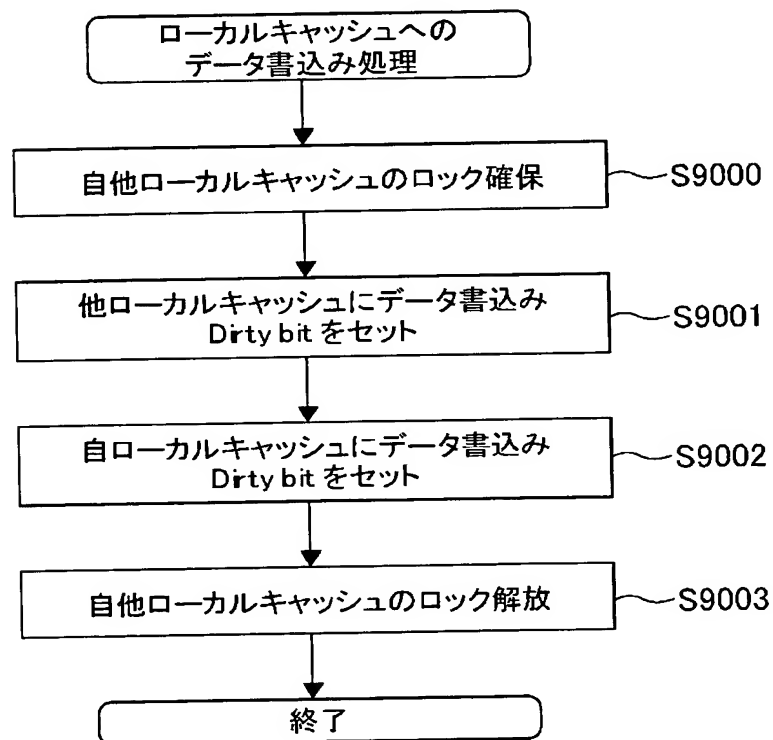 ローカルキャッシュへの
データ書込み処理
自他ローカルキャッシュのロック確保
S9000
他ローカルキャッシュにデータ書込み
Dirty bit をセット
S9001
自ローカルキャッシュにデータ書込み
Dirty bit をセット
S9002
自他ローカルキャッシュのロック解放
S9003
終了